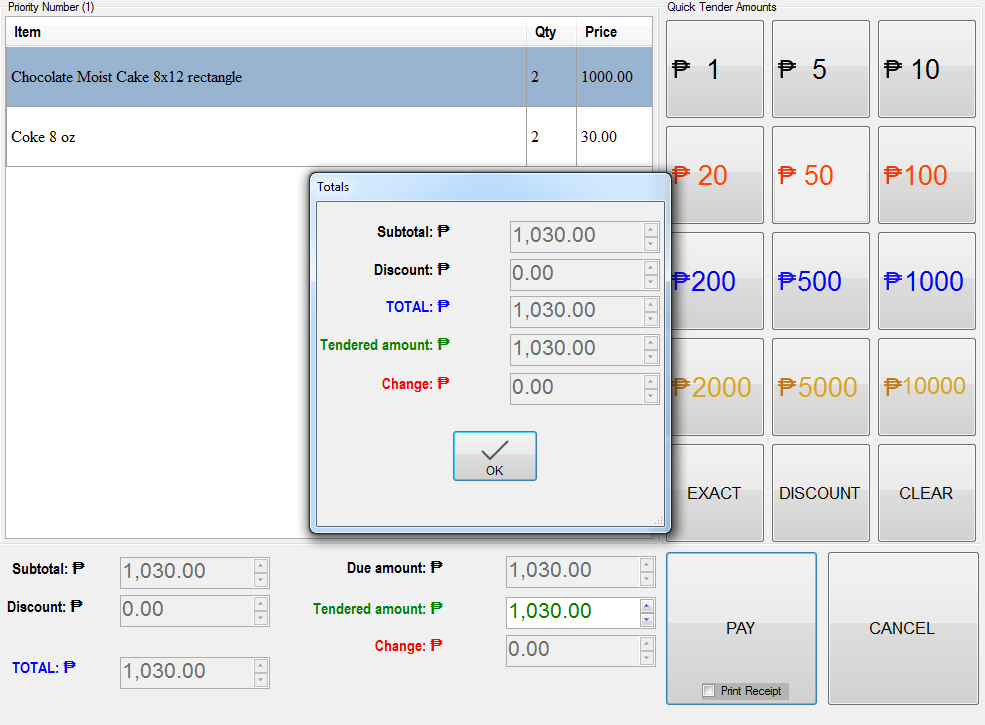 Priority Number (1)
Item Qty Price
Chocolate Moist Cake 8x12 rectangle 2 1000.00
Coke 8 oz 2 30.00
Totals
Subtotal: ₱ 1,030.00
Discount: ₱ 0.00
TOTAL: ₱ 1,030.00
Tendered amount: ₱ 1,030.00
Change: ₱ 0.00
OK
Quick Tender Amounts
₱ 1 ₱ 5 ₱ 10
₱ 20 ₱ 50 ₱100
₱200 ₱500 ₱1000
₱2000 ₱5000 ₱10000
EXACT DISCOUNT CLEAR
Subtotal: ₱ 1,030.00
Discount: ₱ 0.00
TOTAL: ₱ 1,030.00
Due amount: ₱ 1,030.00
Tendered amount: ₱ 1,030.00
Change: ₱ 0.00
PAY
Print Receipt
CANCEL